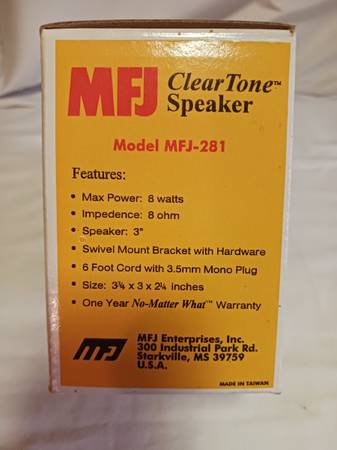 MFJ ClearTone™
Speaker
Model MFJ-281
Features:
• Max Power: 8 watts
• Impedence: 8 ohm
• Speaker: 3"
• Swivel Mount Bracket with Hardware
• 6 Foot Cord with 3.5mm Mono Plug
• Size: 3¾ x 3 x 2¼ inches
• One Year No-Matter What™ Warranty
MFJ
MFJ Enterprises, Inc.
300 Industrial Park Rd.
Starkville, MS 39759
U.S.A.
MADE IN TAIWAN